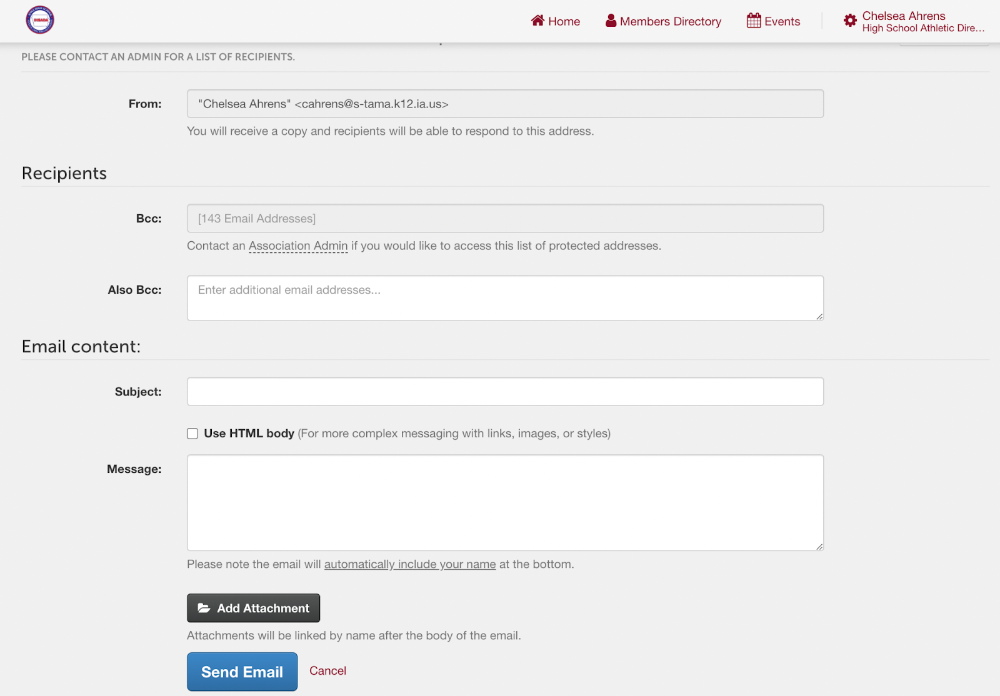 IHSADA
Home
Members Directory
Events
Chelsea Ahrens
High School Athletic Dire...
PLEASE CONTACT AN ADMIN FOR A LIST OF RECIPIENTS.
From:
"Chelsea Ahrens" <cahrens@s-tama.k12.ia.us>
You will receive a copy and recipients will be able to respond to this address.
Recipients
Bcc:
[143 Email Addresses]
Contact an Association Admin if you would like to access this list of protected addresses.
Also Bcc:
Enter additional email addresses...
Email content:
Subject:
Use HTML body (For more complex messaging with links, images, or styles)
Message:
Please note the email will automatically include your name at the bottom.
Add Attachment
Attachments will be linked by name after the body of the email.
Send Email
Cancel